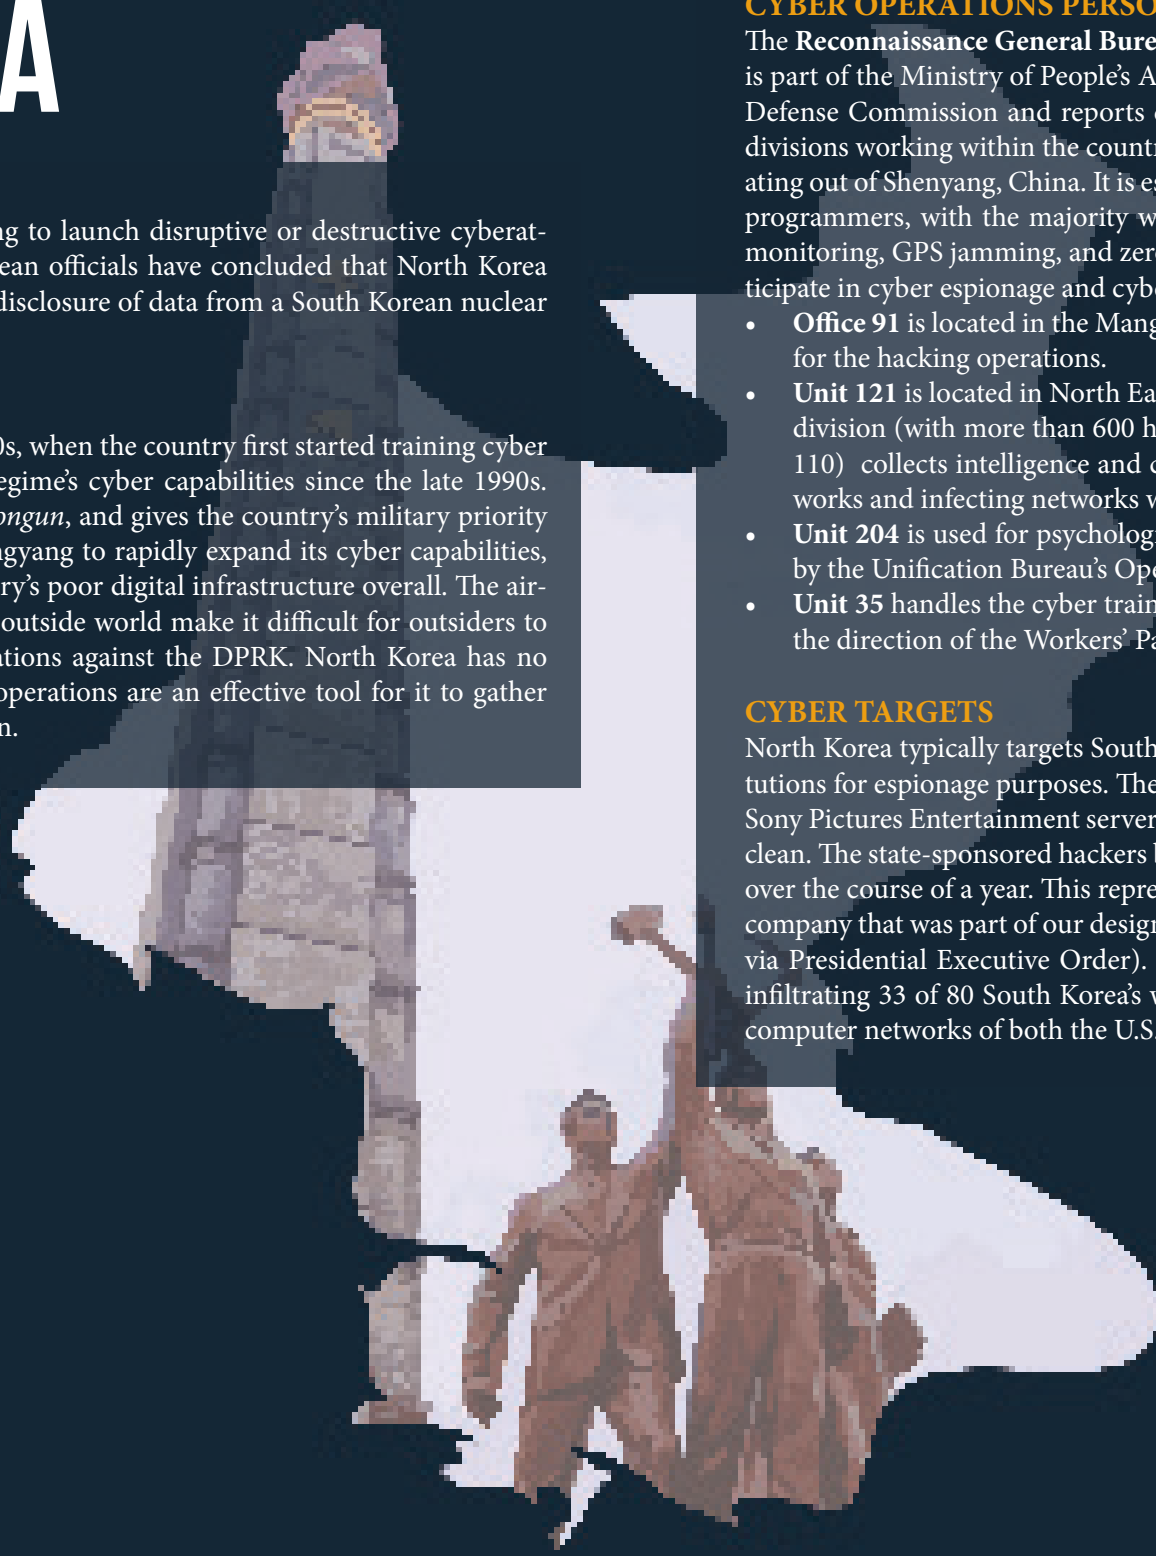 A
ng to launch disruptive or destructive cyberat-
ean officials have concluded that North Korea
disclosure of data from a South Korean nuclear
0s, when the country first started training cyber
egime's cyber capabilities since the late 1990s.
ongun, and gives the country's military priority
ngyang to rapidly expand its cyber capabilities,
ry's poor digital infrastructure overall. The air-
outside world make it difficult for outsiders to
ations against the DPRK. North Korea has no
operations are an effective tool for it to gather
n.
CYBER OPERATIONS PERSO
The Reconnaissance General Bure
is part of the Ministry of People's A
Defense Commission and reports
divisions working within the countr
ating out of Shenyang, China. It is es
programmers, with the majority w
monitoring, GPS jamming, and zer
ticipate in cyber espionage and cybe
• Office 91 is located in the Mang
for the hacking operations.
• Unit 121 is located in North Ea
division (with more than 600 h
110) collects intelligence and c
works and infecting networks w
• Unit 204 is used for psychologi
by the Unification Bureau's Ope
• Unit 35 handles the cyber train
the direction of the Workers' Pa
CYBER TARGETS
North Korea typically targets South
tutions for espionage purposes. The
Sony Pictures Entertainment server
clean. The state-sponsored hackers b
over the course of a year. This repre
company that was part of our design
via Presidential Executive Order).
infiltrating 33 of 80 South Korea's w
computer networks of both the U.S.